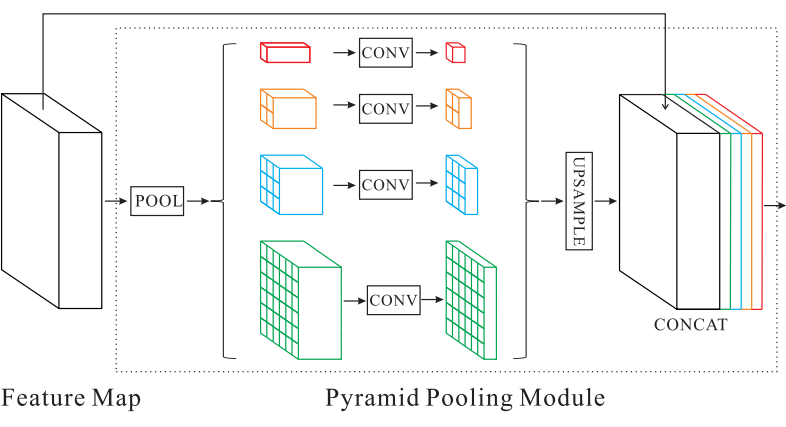 CONV
CONV
CONV
POOL
CONV
UPSAMPLE
CONCAT
Feature Map
Pyramid Pooling Module